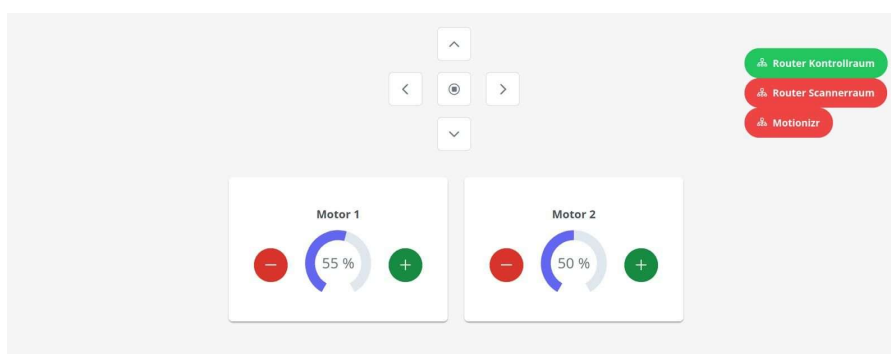 Router Kontrollraum
Router Scannerraum
Motionizr
Motor 1
Motor 2
55 %
50 %